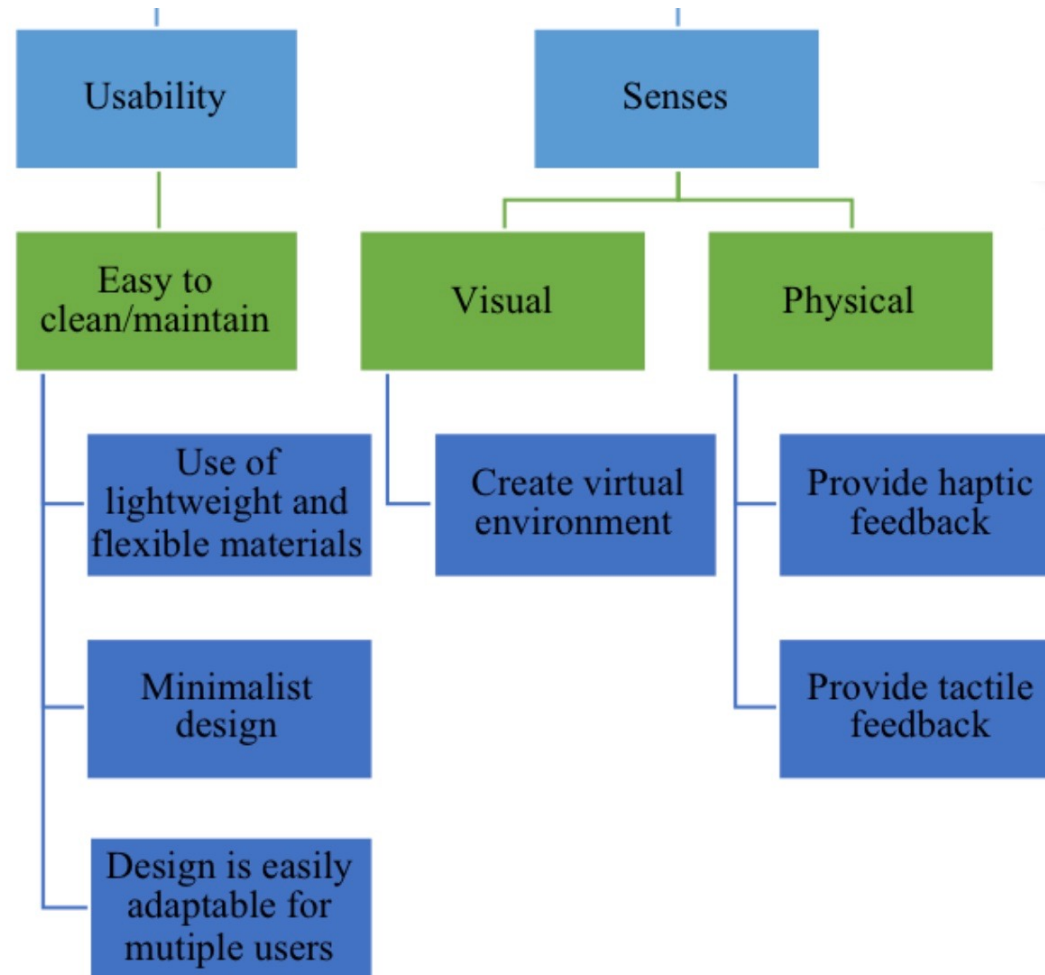 Usability
Senses
Easy to
clean/maintain
Visual
Physical
Use of
lightweight and
flexible materials
Create virtual
environment
Provide haptic
feedback
Minimalist
design
Provide tactile
feedback
Design is easily
adaptable for
mutiple users